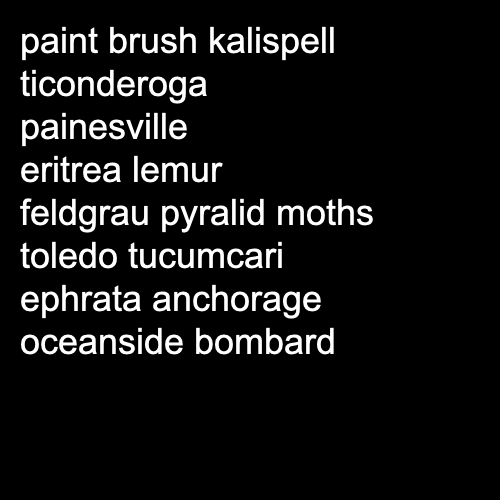 paint brush kalispell
ticonderoga
painesville
eritrea lemur
feldgrau pyralid moths
toledo tucumcari
ephrata anchorage
oceanside bombard